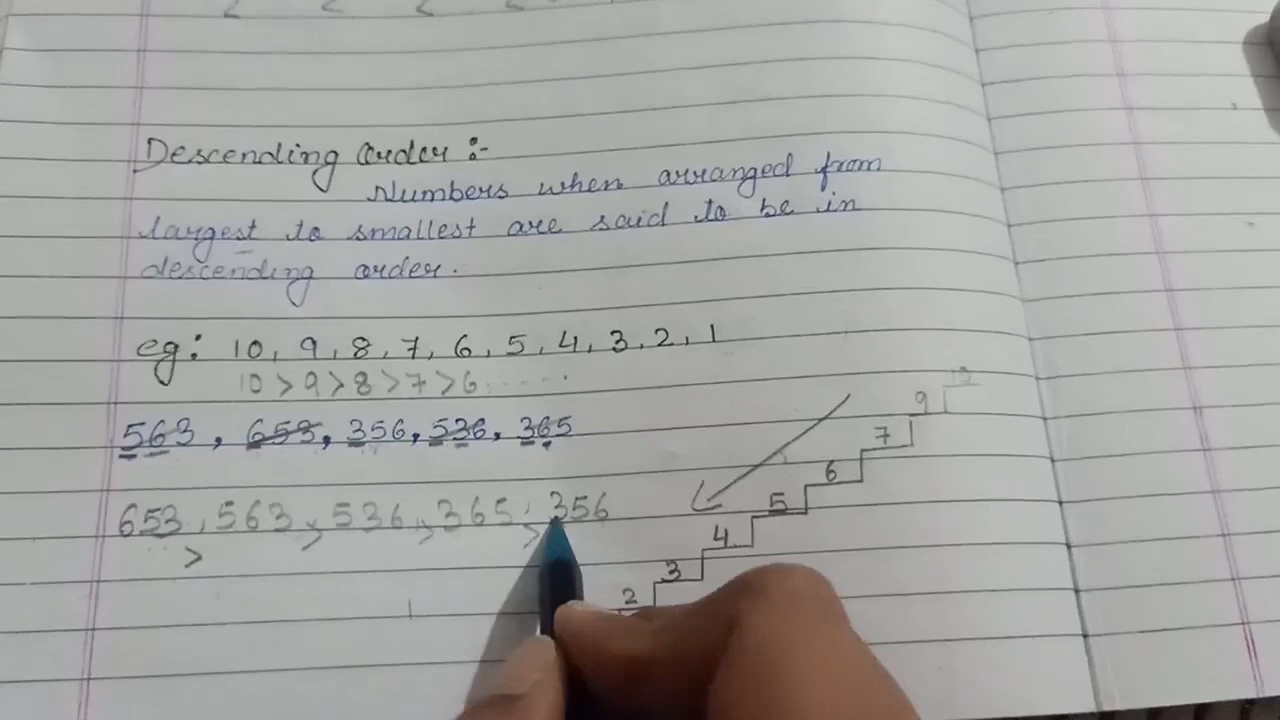 < < < <
Descending order :-
Numbers when arranged from
largest to smallest are said to be in
descending order.
eg: 10, 9, 8, 7, 6, 5, 4, 3, 2, 1
10 > 9 > 8 > 7 > 6 ......
563, 653, 356, 536, 365
653, 563, 536, 365, 356
> > > >
9
7
6
5
4
3
2